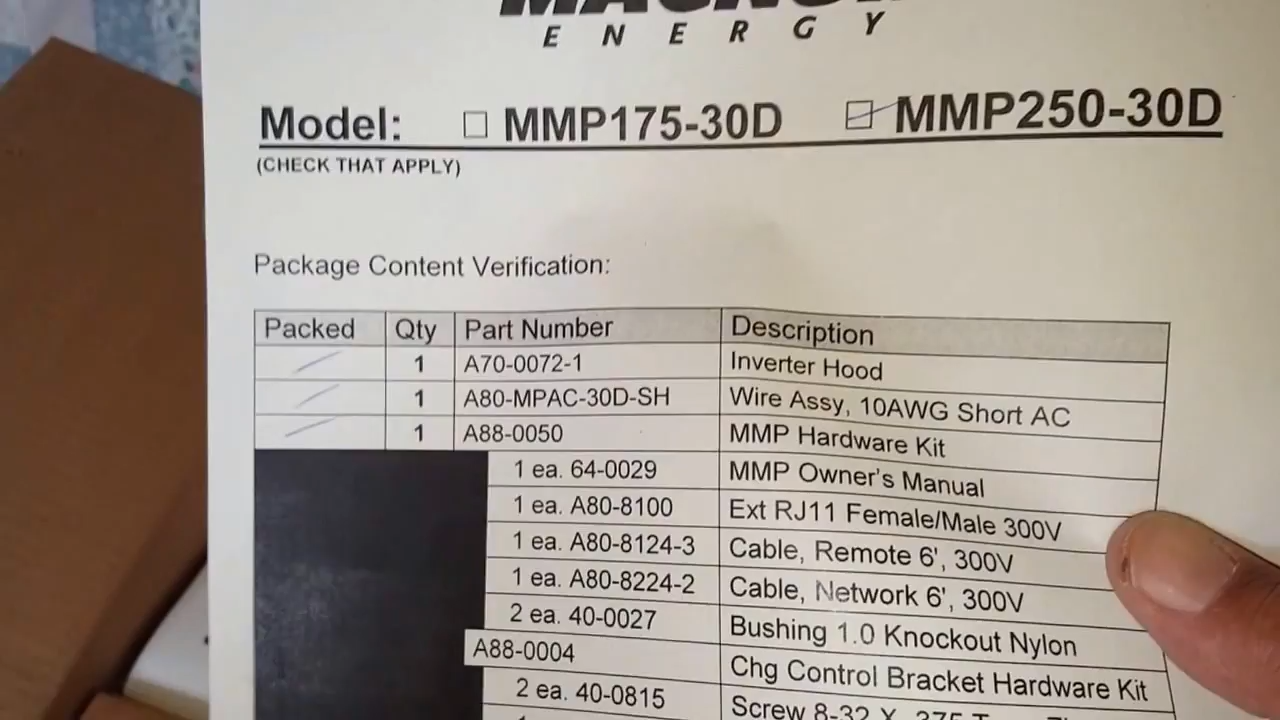 ENERGY
Model: ☐ MMP175-30D ☑ MMP250-30D
(CHECK THAT APPLY)
Package Content Verification:
Packed Qty Part Number Description
1 A70-0072-1 Inverter Hood
1 A80-MPAC-30D-SH Wire Assy, 10AWG Short AC
1 A88-0050 MMP Hardware Kit
1 ea. 64-0029 MMP Owner's Manual
1 ea. A80-8100 Ext RJ11 Female/Male 300V
1 ea. A80-8124-3 Cable, Remote 6', 300V
1 ea. A80-8224-2 Cable, Network 6', 300V
2 ea. 40-0027 Bushing 1.0 Knockout Nylon
A88-0004 Chg Control Bracket Hardware Kit
2 ea. 40-0815 Screw 8-32 X .375